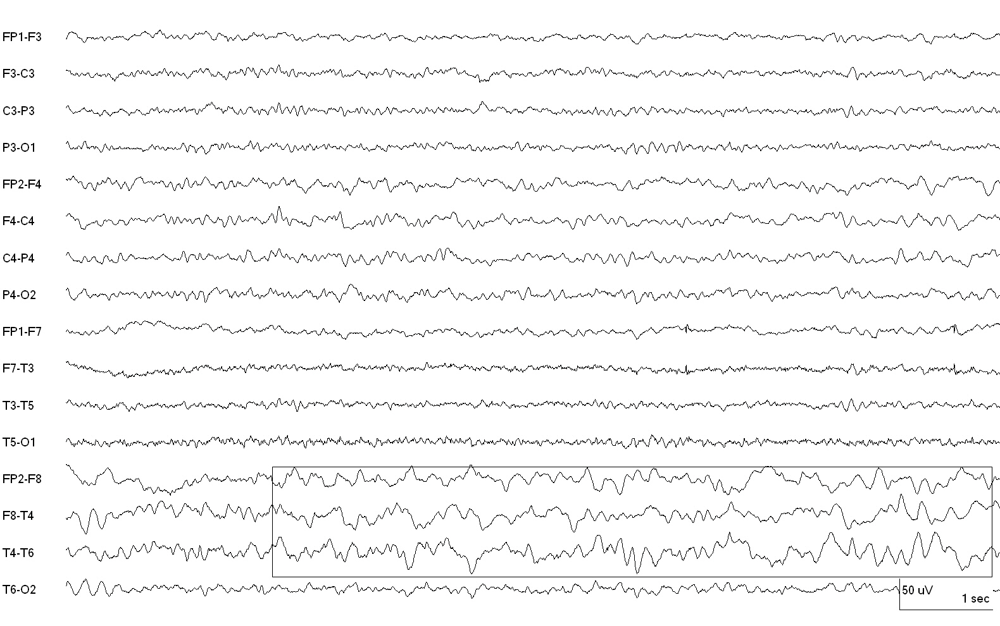 FP1-F3
F3-C3
C3-P3
P3-O1
FP2-F4
F4-C4
C4-P4
P4-O2
FP1-F7
F7-T3
T3-T5
T5-O1
FP2-F8
F8-T4
T4-T6
T6-O2
50 uV
1 sec